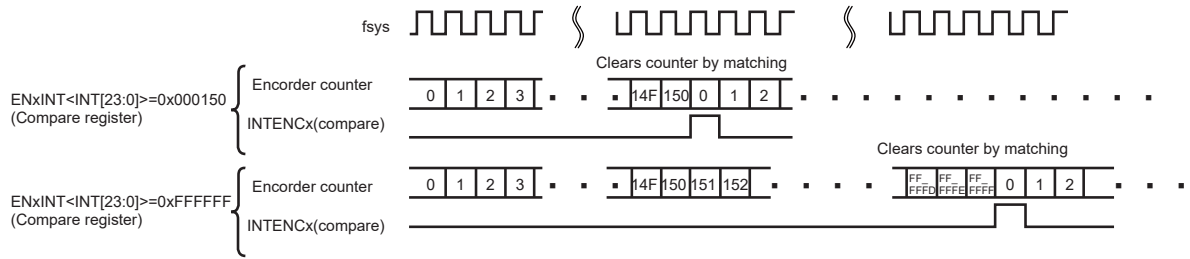 fsys
Clears counter by matching
ENxINT<INT[23:0]>=0x000150
(Compare register)
Encorder counter
0 1 2 3 14F 150 0 1 2
INTENCx(compare)
Clears counter by matching
ENxINT<INT[23:0]>=0xFFFFFF
(Compare register)
Encorder counter
0 1 2 3 14F 150 151 152 FF_FFFD FF_FFFE FF_FFFF 0 1 2
INTENCx(compare)